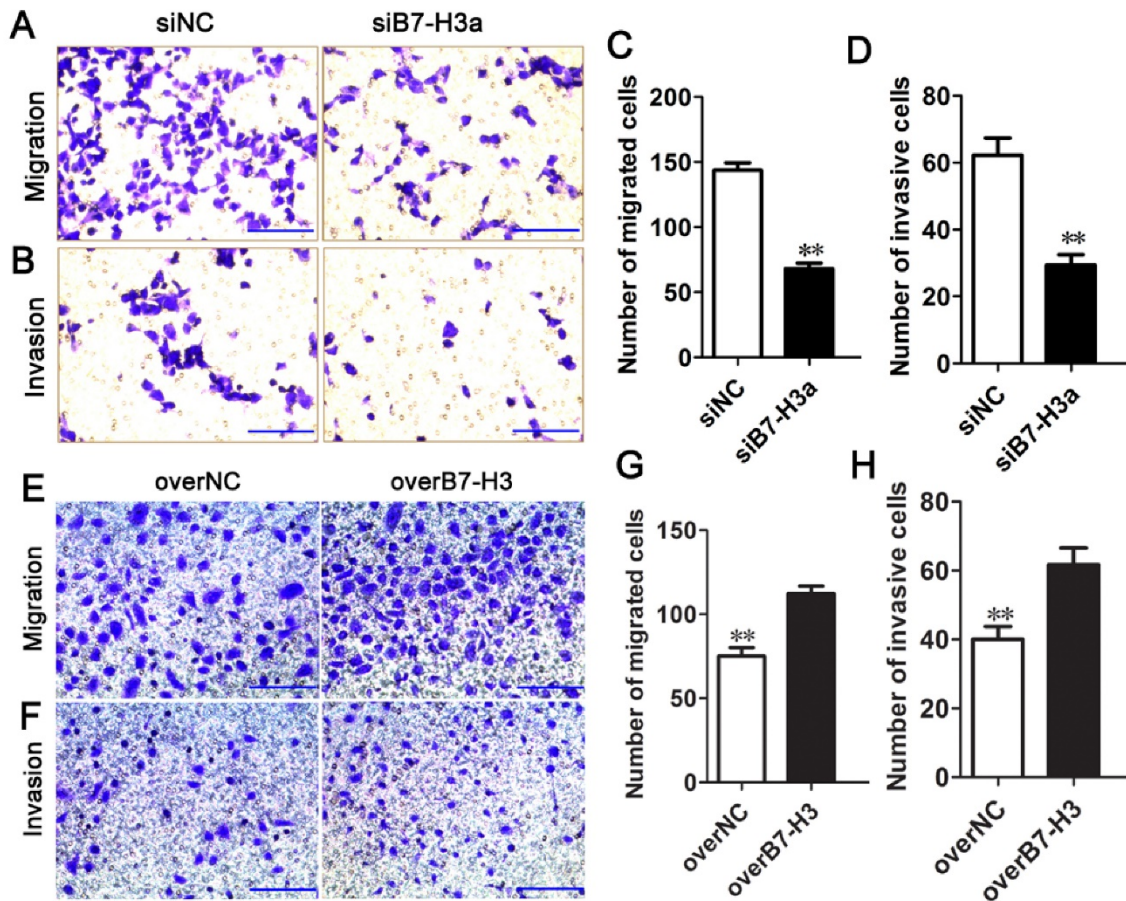 A
siNC
siB7-H3a
Migration
B
Invasion
C
Number of migrated cells
200
150
100
50
0
**
siNC
siB7-H3a
D
Number of invasive cells
80
60
40
20
0
**
siNC
siB7-H3a
E
overNC
overB7-H3
Migration
F
Invasion
G
Number of migrated cells
150
100
50
0
**
overNC
overB7-H3
H
Number of invasive cells
80
60
40
20
0
**
overNC
overB7-H3